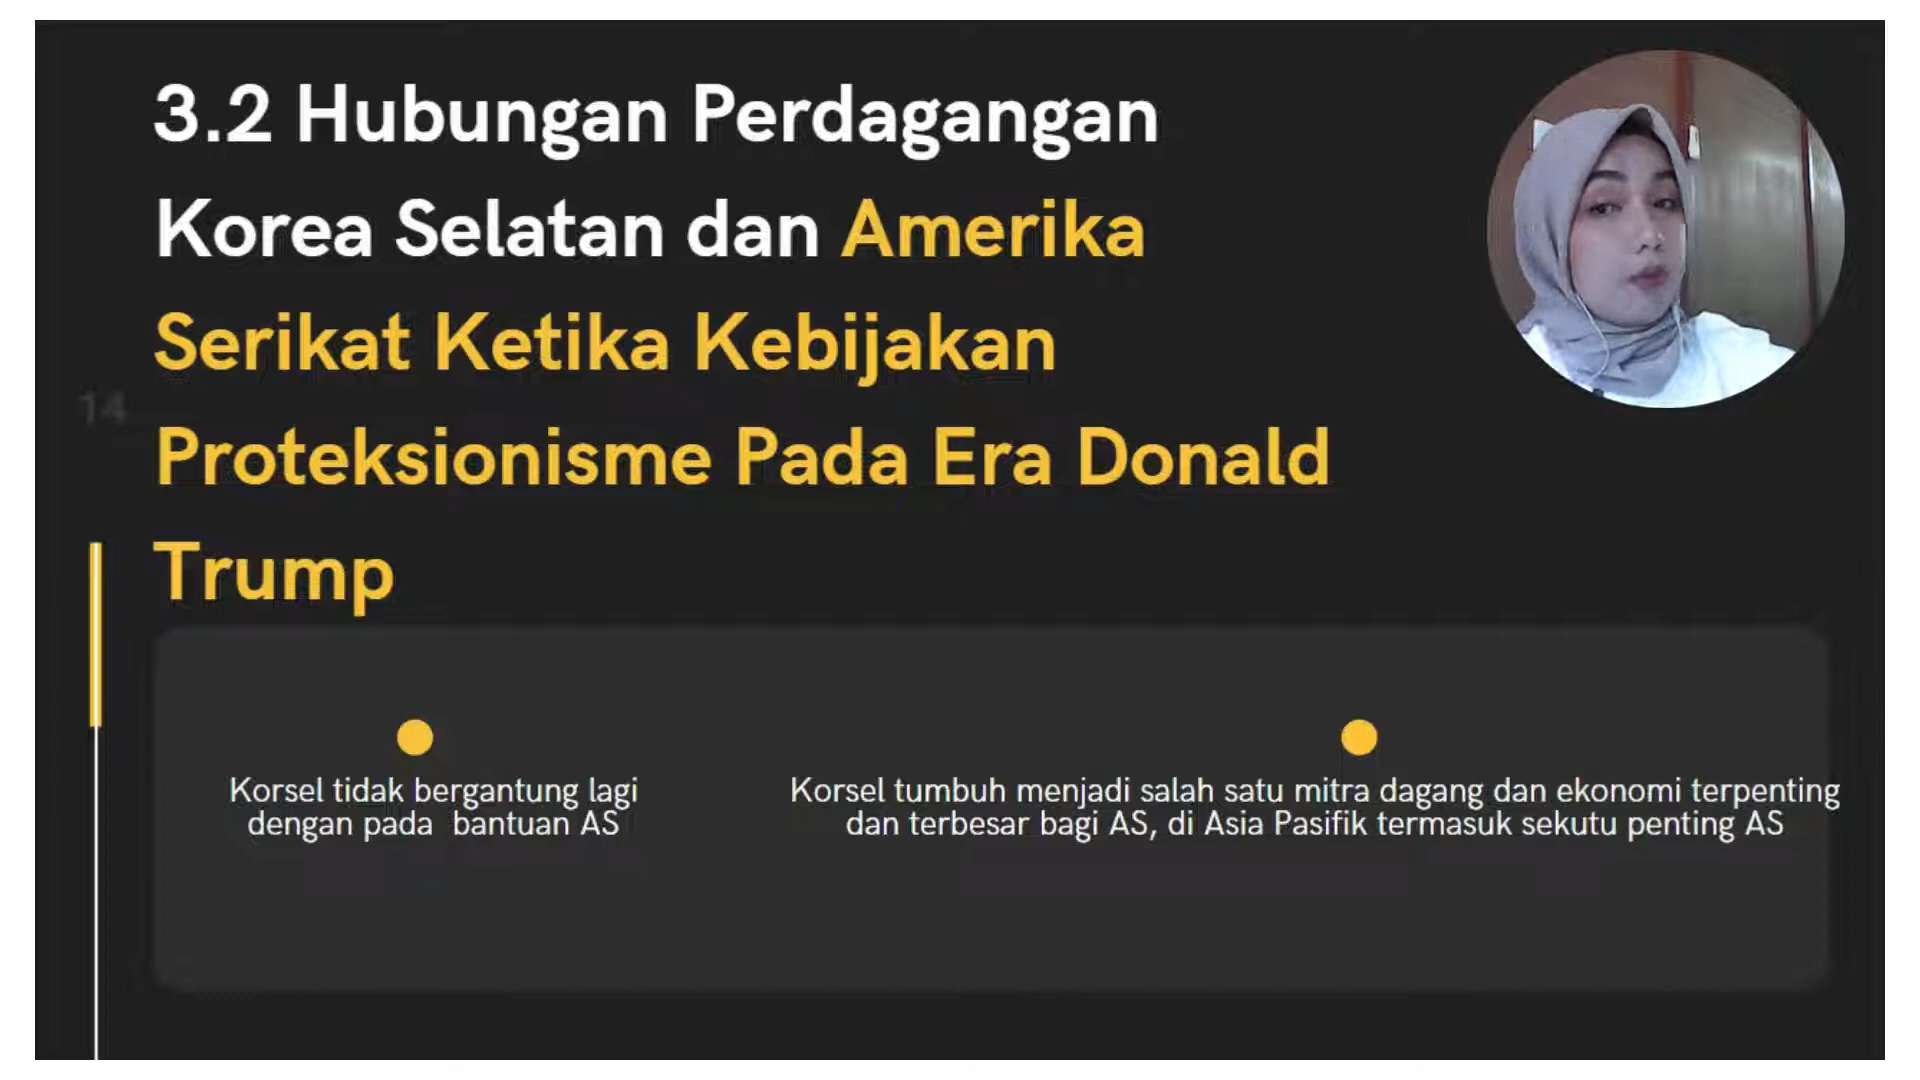 3.2 Hubungan Perdagangan
Korea Selatan dan Amerika
Serikat Ketika Kebijakan
14
Proteksionisme Pada Era Donald
Trump
Korsel tidak bergantung lagi
dengan pada bantuan AS
Korsel tumbuh menjadi salah satu mitra dagang dan ekonomi terpenting
dan terbesar bagi AS, di Asia Pasifik termasuk sekutu penting AS